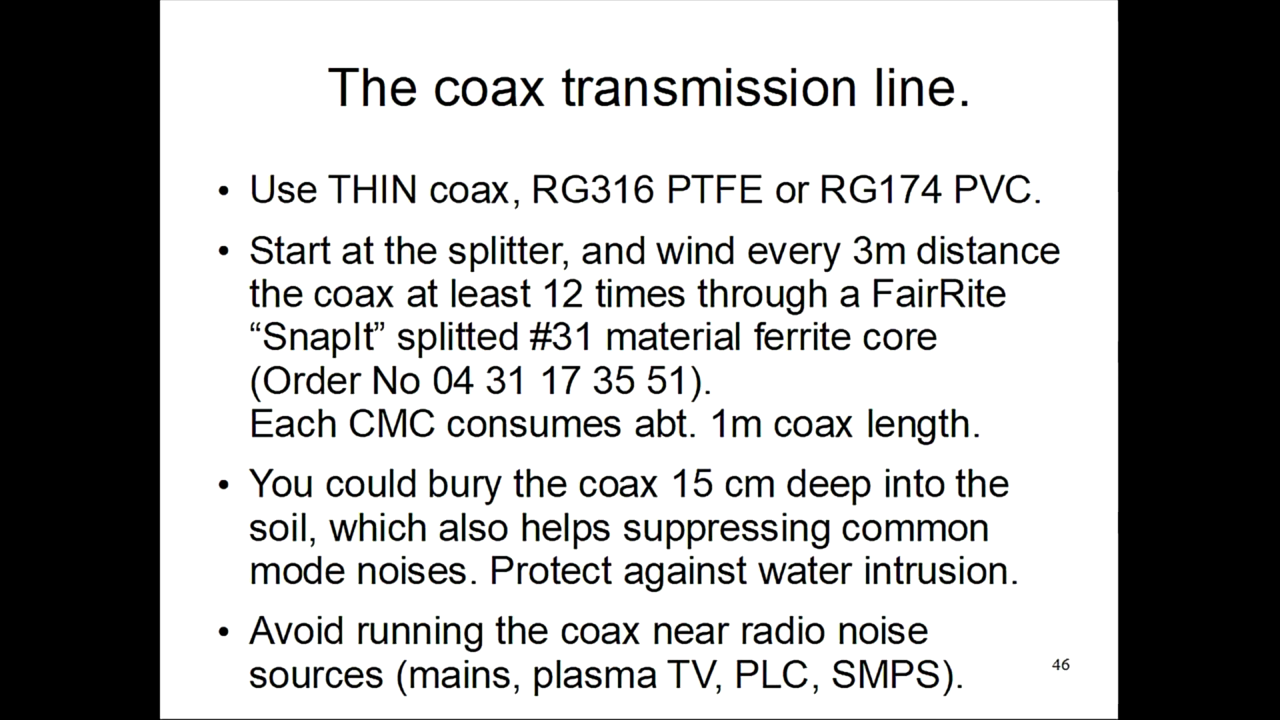 The coax transmission line.
• Use THIN coax, RG316 PTFE or RG174 PVC.
• Start at the splitter, and wind every 3m distance
the coax at least 12 times through a FairRite
“SnapIt” splitted #31 material ferrite core
(Order No 04 31 17 35 51).
Each CMC consumes abt. 1m coax length.
• You could bury the coax 15 cm deep into the
soil, which also helps suppressing common
mode noises. Protect against water intrusion.
• Avoid running the coax near radio noise
sources (mains, plasma TV, PLC, SMPS).
46